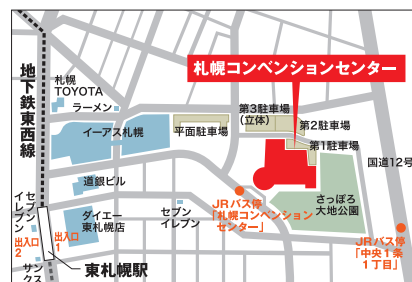 札幌コンベンションセンター
地下鉄東西線
札幌
TOYOTA
ラーメン
イーアス札幌
平面駐車場
第3駐車場
(立体)
第2駐車場
第1駐車場
国道12号
道銀ビル
さっぽろ
大地公園
セブン
イレブン
ダイエー
東札幌店
セブン
イレブン
出入口
1
出入口
2
サンクス
東札幌駅
JRバス停
「札幌コンベンション
センター」
JRバス停
「中央1条
1丁目」